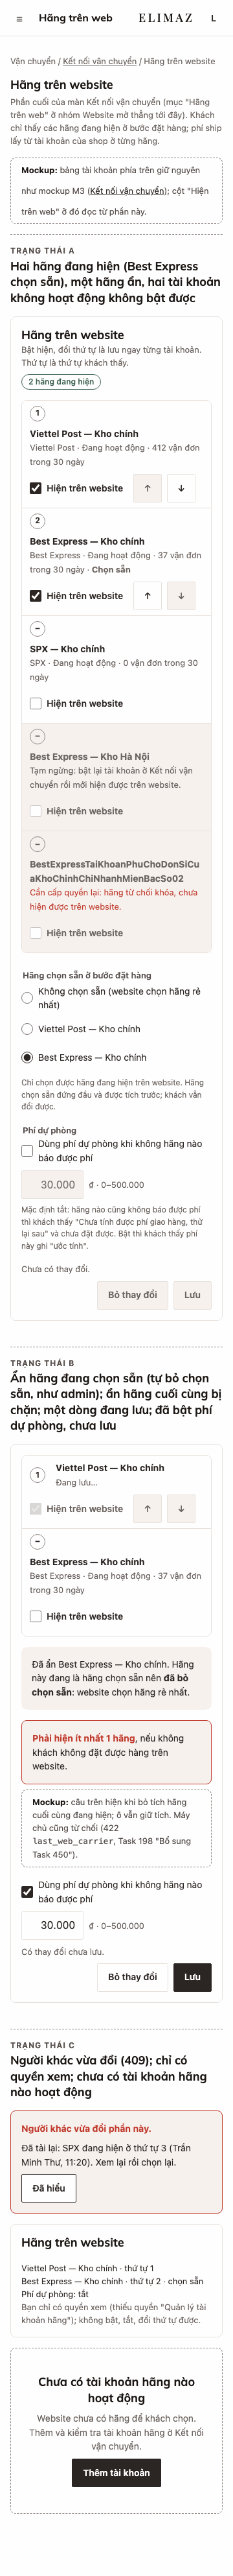 ≡ Hãng trên web ELIMAZ L
Vận chuyển / Kết nối vận chuyển / Hãng trên website
Hãng trên website
Phần cuối của màn Kết nối vận chuyển (mục "Hãng
trên web" ở nhóm Website mở thẳng tới đây). Khách
chỉ thấy các hãng đang hiện ở bước đặt hàng; phí ship
lấy từ tài khoản của shop ở từng hãng.
Mockup: bảng tài khoản phía trên giữ nguyên
như mockup M3 (Kết nối vận chuyển); cột "Hiện
trên web" ở đó đọc từ phần này.
TRẠNG THÁI A
Hai hãng đang hiện (Best Express
chọn sẵn), một hãng ẩn, hai tài khoản
không hoạt động không bật được
Hãng trên website
Bật hiện, đổi thứ tự là lưu ngay từng tài khoản.
Thứ tự là thứ tự khách thấy.
2 hãng đang hiện
1
Viettel Post — Kho chính
Viettel Post · Đang hoạt động · 412 vận đơn
trong 30 ngày
Hiện trên website ↑ ↓
2
Best Express — Kho chính
Best Express · Đang hoạt động · 37 vận đơn
trong 30 ngày · Chọn sẵn
Hiện trên website ↑ ↓
–
SPX — Kho chính
SPX · Đang hoạt động · 0 vận đơn trong 30
ngày
Hiện trên website
–
Best Express — Kho Hà Nội
Tạm ngừng: bật lại tài khoản ở Kết nối vận
chuyển rồi mới hiện được trên website.
Hiện trên website
–
BestExpressTaiKhoanPhuChoDonSiCu
aKhoChinhChiNhanhMienBacSo02
Cần cấp quyền lại: hãng từ chối khóa, chưa
hiện được trên website.
Hiện trên website
Hãng chọn sẵn ở bước đặt hàng
Không chọn sẵn (website chọn hãng rẻ
nhất)
Viettel Post — Kho chính
Best Express — Kho chính
Chỉ chọn được hãng đang hiện trên website. Hãng
chọn sẵn đứng đầu và được tích trước; khách vẫn
đổi được.
Phí dự phòng
Dùng phí dự phòng khi không hãng nào
báo được phí
30.000 ₫ · 0–500.000
Mặc định tắt: hãng nào cũng không báo được phí
thì khách thấy "Chưa tính được phí giao hàng, thử
lại sau" và chưa đặt được. Bật thì khách thấy phí
này ghi "ước tính".
Chưa có thay đổi.
Bỏ thay đổi Lưu
TRẠNG THÁI B
Ẩn hãng đang chọn sẵn (tự bỏ chọn
sẵn, như admin); ẩn hãng cuối cùng bị
chặn; một dòng đang lưu; đã bật phí
dự phòng, chưa lưu
1 Viettel Post — Kho chính
Đang lưu…
Hiện trên website ↑ ↓
–
Best Express — Kho chính
Best Express · Đang hoạt động · 37 vận đơn
trong 30 ngày
Hiện trên website
Đã ẩn Best Express — Kho chính. Hãng
này đang là hãng chọn sẵn nên đã bỏ
chọn sẵn: website chọn hãng rẻ nhất.
Phải hiện ít nhất 1 hãng, nếu không
khách không đặt được hàng trên
website.
Mockup: câu trên hiện khi bỏ tích hãng
cuối cùng đang hiện; ô vẫn giữ tích. Máy
chủ cũng từ chối (422
last_web_carrier, Task 198 "Bổ sung
Task 450").
Dùng phí dự phòng khi không hãng nào
báo được phí
30.000 ₫ · 0–500.000
Có thay đổi chưa lưu.
Bỏ thay đổi Lưu
TRẠNG THÁI C
Người khác vừa đổi (409); chỉ có
quyền xem; chưa có tài khoản hãng
nào hoạt động
Người khác vừa đổi phần này.
Đã tải lại: SPX đang hiện ở thứ tự 3 (Trần
Minh Thư, 11:20). Xem lại rồi chọn lại.
Đã hiểu
Hãng trên website
Viettel Post — Kho chính · thứ tự 1
Best Express — Kho chính · thứ tự 2 · chọn sẵn
Phí dự phòng: tắt
Bạn chỉ có quyền xem (thiếu quyền "Quản lý tài
khoản hãng"); không bật, tắt, đổi thứ tự được.
Chưa có tài khoản hãng nào
hoạt động
Website chưa có hãng để khách chọn.
Thêm và kiểm tra tài khoản hãng ở Kết nối
vận chuyển.
Thêm tài khoản